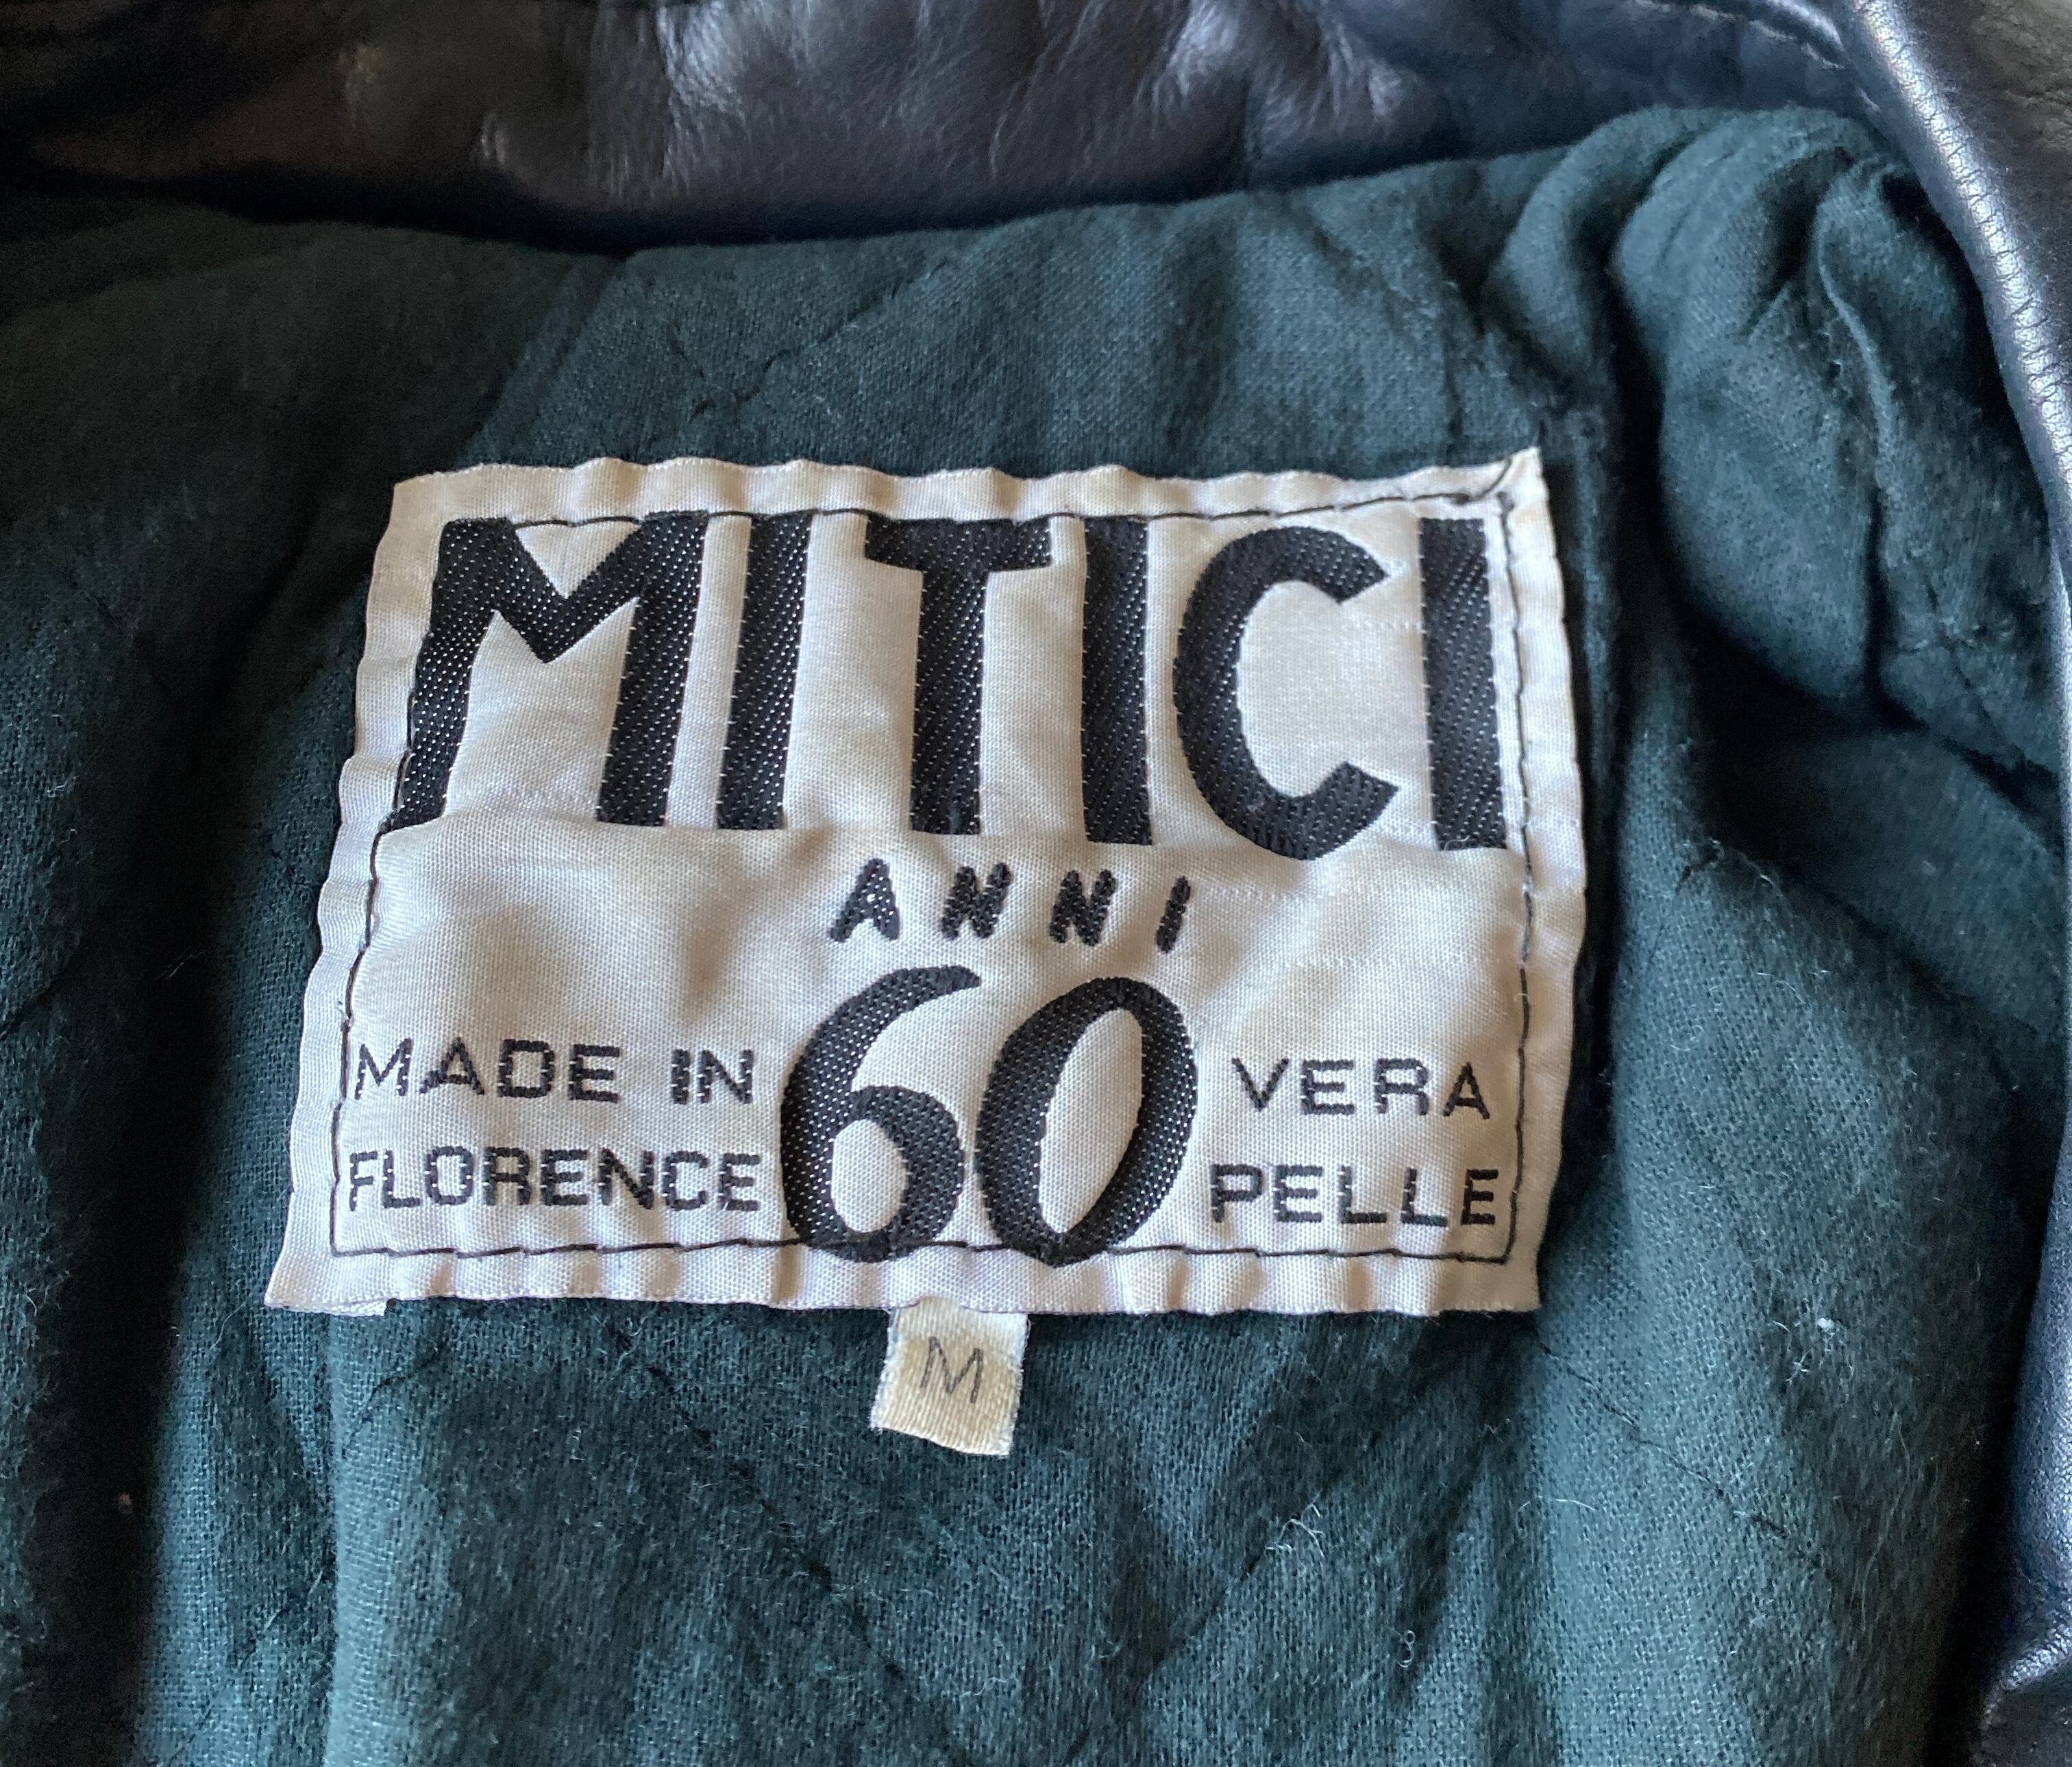 MITICI
ANNI
60
MADE IN
FLORENCE
VERA
PELLE
M